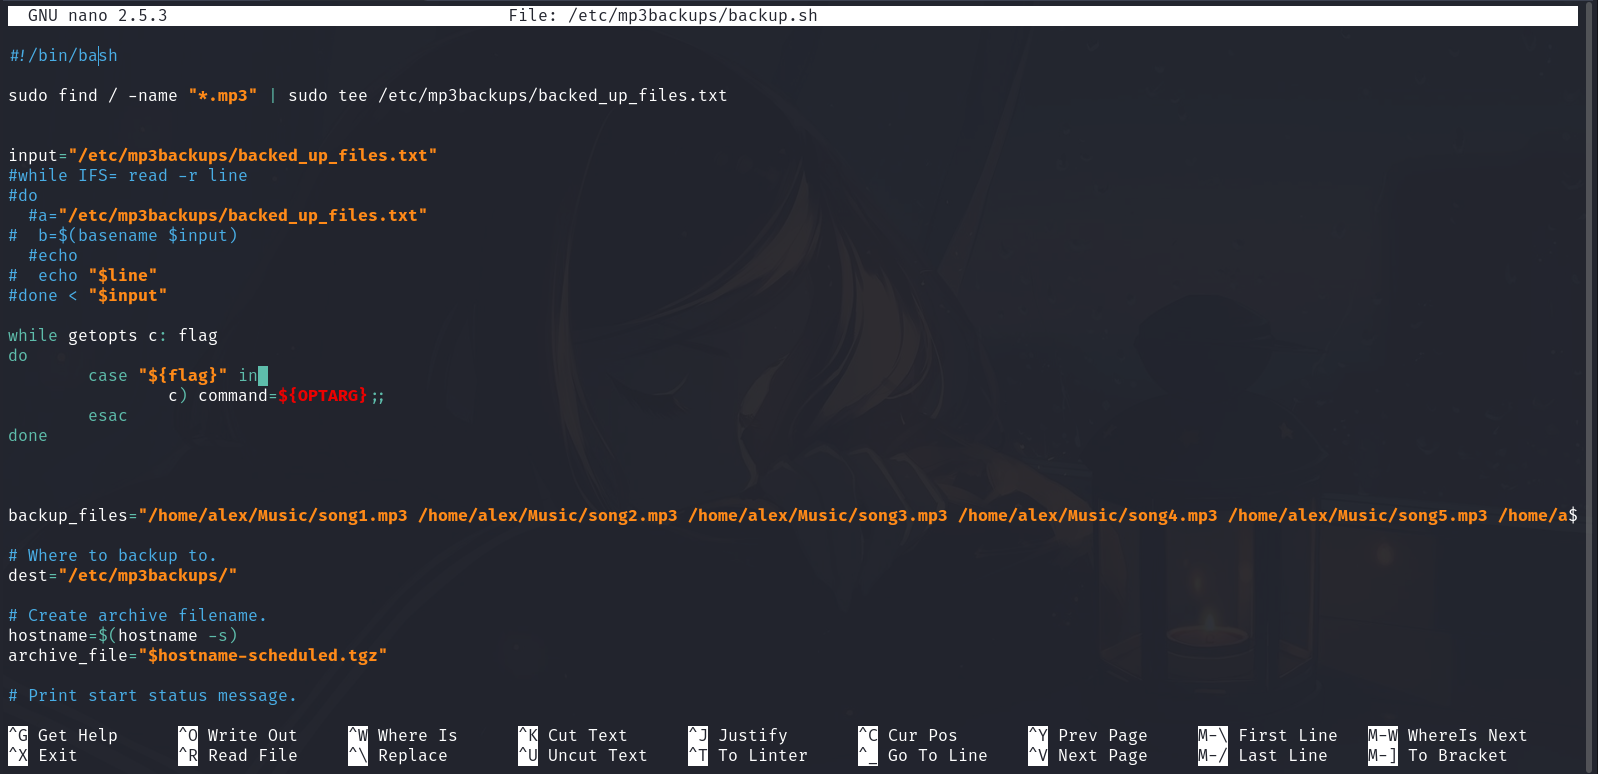 GNU nano 2.5.3 File: /etc/mp3backups/backup.sh
#!/bin/bash
sudo find / -name "*.mp3" | sudo tee /etc/mp3backups/backed_up_files.txt
input="/etc/mp3backups/backed_up_files.txt"
#while IFS= read -r line
#do
  #a="/etc/mp3backups/backed_up_files.txt"
#  b=$(basename $input)
  #echo
#  echo "$line"
#done < "$input"
while getopts c: flag
do
        case "${flag}" in
                c) command=${OPTARG};;
        esac
done
backup_files="/home/alex/Music/song1.mp3 /home/alex/Music/song2.mp3 /home/alex/Music/song3.mp3 /home/alex/Music/song4.mp3 /home/alex/Music/song5.mp3 /home/a$
# Where to backup to.
dest="/etc/mp3backups/"
# Create archive filename.
hostname=$(hostname -s)
archive_file="$hostname-scheduled.tgz"
# Print start status message.
^G Get Help ^O Write Out ^W Where Is ^K Cut Text ^J Justify ^C Cur Pos ^Y Prev Page M-\ First Line M-W WhereIs Next
^X Exit ^R Read File ^\ Replace ^U Uncut Text ^T To Linter ^_ Go To Line ^V Next Page M-/ Last Line M-] To Bracket